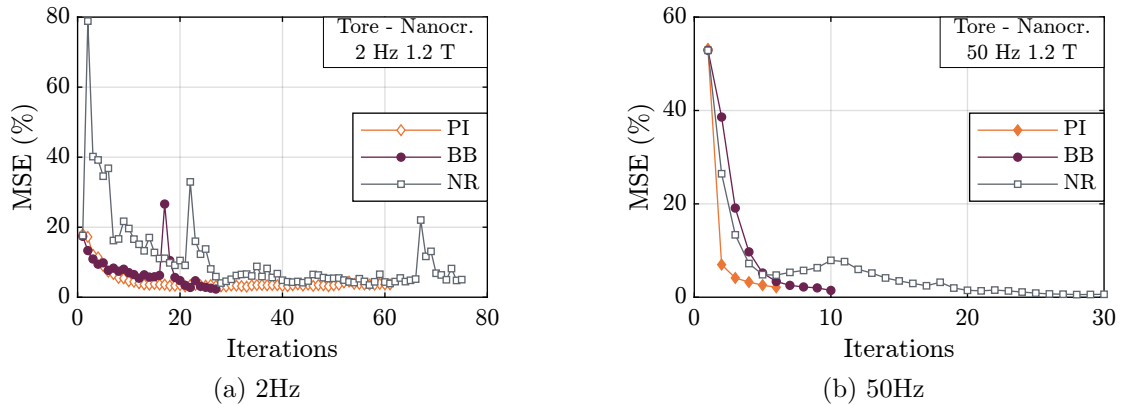 80
60
40
20
0
0
20
40
60
80
MSE (%)
Iterations
Tore - Nanocr.
2 Hz 1.2 T
PI
BB
NR
(a) 2Hz
60
40
20
0
0
10
20
30
MSE (%)
Iterations
Tore - Nanocr.
50 Hz 1.2 T
PI
BB
NR
(b) 50Hz